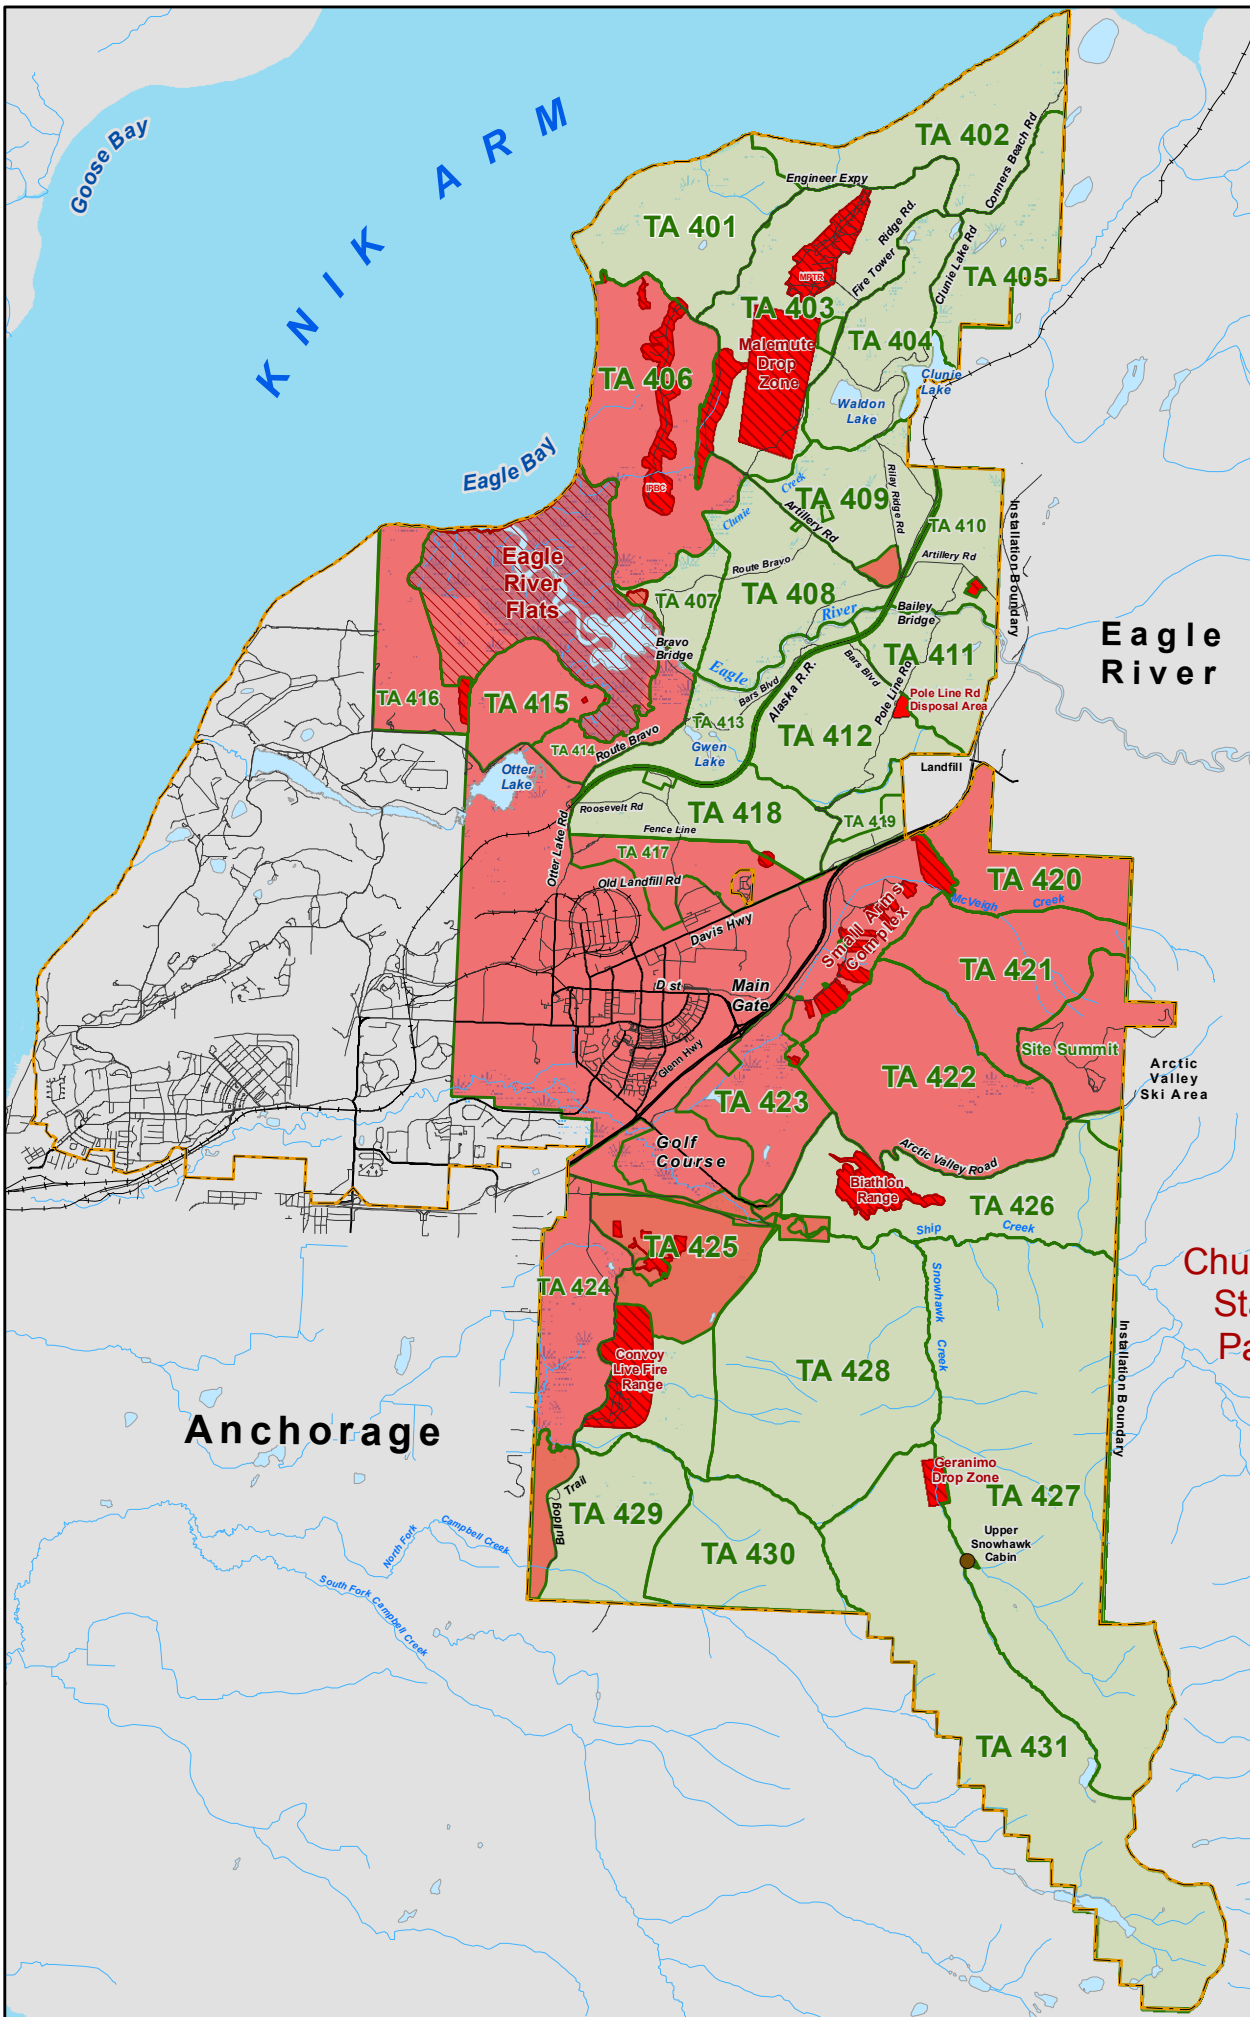 TA 402
Conners Beach Rd
Engineer Expy
Goose Bay
KNIK ARM
TA 401
Ridge Rd.
Fire Tower
Clunie Lake Rd
TA 405
MPTR
TA 403
TA 404
Malemute
Drop
Zone
TA 406
Clunie
Lake
Waldon
Lake
Eagle Bay
IPBC
Clunie
Creek
TA 409
Rilay Ridge Rd
Artillery Rd
TA 410
Artillery Rd
Installation Boundary
Eagle
River
Flats
Route Bravo
TA 407
TA 408
River
Bailey
Bridge
Eagle
River
Bravo
Bridge
Eagle
Bars Blvd
Alaska R.R.
Bars Blvd
TA 411
Pole Line Rd
Pole Line Rd
Disposal Area
TA 416
TA 415
TA 413
TA 412
TA 414
Route Bravo
Gwen
Lake
Otter
Lake
Landfill
Roosevelt Rd
TA 418
TA 419
Fence Line
Otter Lake Rd
TA 417
Old Landfill Rd
TA 420
McVeigh
Creek
Small Arms
Complex
Davis Hwy
TA 421
D st
Main
Gate
Site Summit
Glenn Hwy
TA 422
Arctic
Valley
Ski Area
TA 423
Golf
Course
Arctic Valley Road
Biathlon
Range
TA 426
Ship
Creek
TA 425
TA 424
Snowhawk
Creek
Chu
Sta
Pa
Convoy
Live Fire
Range
TA 428
Installation Boundary
Anchorage
Geranimo
Drop Zone
TA 427
Bulldog
Trail
TA 429
TA 430
Upper
Snowhawk
Cabin
North Fork
Campbell Creek
South Fork Campbell Creek
TA 431